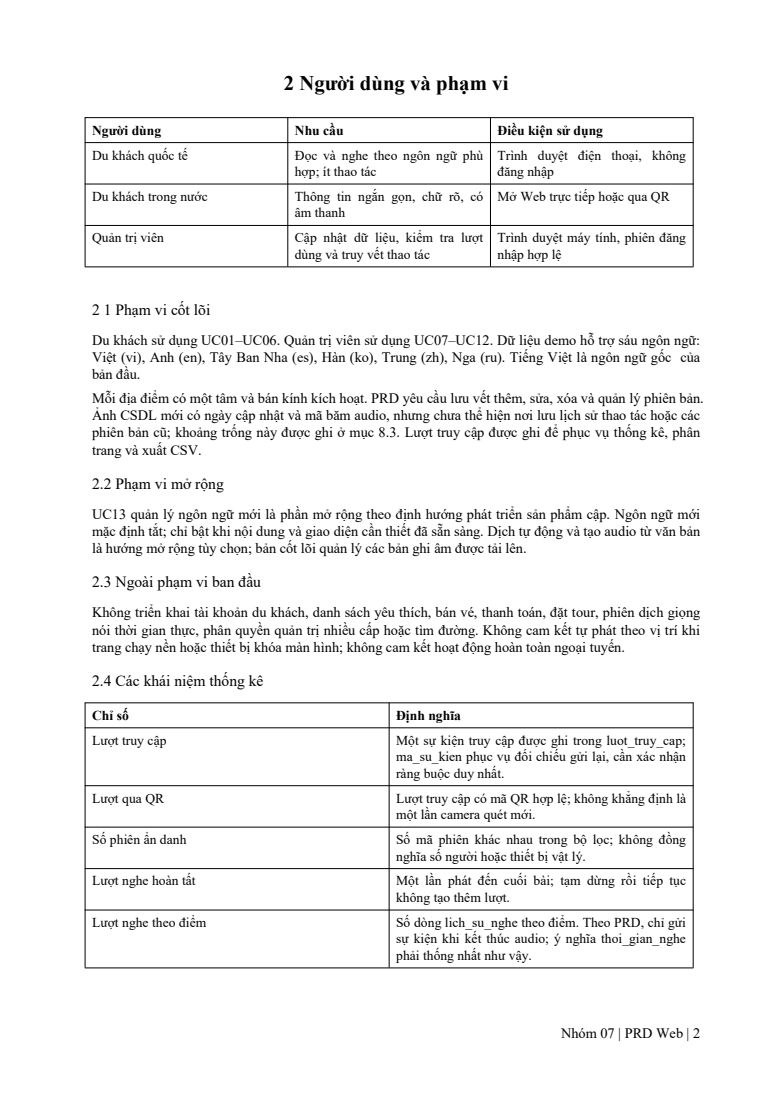 2 Người dùng và phạm vi
Người dùng Nhu cầu Điều kiện sử dụng
Du khách quốc tế Đọc và nghe theo ngôn ngữ phù Trình duyệt điện thoại, không
hợp; ít thao tác đăng nhập
Du khách trong nước Thông tin ngắn gọn, chữ rõ, có Mở Web trực tiếp hoặc qua QR
âm thanh
Quản trị viên Cập nhật dữ liệu, kiểm tra lượt Trình duyệt máy tính, phiên đăng
dùng và truy vết thao tác nhập hợp lệ
2 1 Phạm vi cốt lõi
Du khách sử dụng UC01–UC06. Quản trị viên sử dụng UC07–UC12. Dữ liệu demo hỗ trợ sáu ngôn ngữ:
Việt (vi), Anh (en), Tây Ban Nha (es), Hàn (ko), Trung (zh), Nga (ru). Tiếng Việt là ngôn ngữ gốc của
bản đầu.
Mỗi địa điểm có một tâm và bán kính kích hoạt. PRD yêu cầu lưu vết thêm, sửa, xóa và quản lý phiên bản.
Ảnh CSDL mới có ngày cập nhật và mã băm audio, nhưng chưa thể hiện nơi lưu lịch sử thao tác hoặc các
phiên bản cũ; khoảng trống này được ghi ở mục 8.3. Lượt truy cập được ghi để phục vụ thống kê, phân
trang và xuất CSV.
2.2 Phạm vi mở rộng
UC13 quản lý ngôn ngữ mới là phần mở rộng theo định hướng phát triển sản phẩm cập. Ngôn ngữ mới
mặc định tắt; chỉ bật khi nội dung và giao diện cần thiết đã sẵn sàng. Dịch tự động và tạo audio từ văn bản
là hướng mở rộng tùy chọn; bản cốt lõi quản lý các bản ghi âm được tải lên.
2.3 Ngoài phạm vi ban đầu
Không triển khai tài khoản du khách, danh sách yêu thích, bán vé, thanh toán, đặt tour, phiên dịch giọng
nói thời gian thực, phân quyền quản trị nhiều cấp hoặc tìm đường. Không cam kết tự phát theo vị trí khi
trang chạy nền hoặc thiết bị khóa màn hình; không cam kết hoạt động hoàn toàn ngoại tuyến.
2.4 Các khái niệm thống kê
Chỉ số Định nghĩa
Lượt truy cập Một sự kiện truy cập được ghi trong luot_truy_cap;
ma_su_kien phục vụ đối chiếu gửi lại, cần xác nhận
ràng buộc duy nhất.
Lượt qua QR Lượt truy cập có mã QR hợp lệ; không khẳng định là
một lần camera quét mới.
Số phiên ẩn danh Số mã phiên khác nhau trong bộ lọc; không đồng
nghĩa số người hoặc thiết bị vật lý.
Lượt nghe hoàn tất Một lần phát đến cuối bài; tạm dừng rồi tiếp tục
không tạo thêm lượt.
Lượt nghe theo điểm Số dòng lich_su_nghe theo điểm. Theo PRD, chỉ gửi
sự kiện khi kết thúc audio; ý nghĩa thoi_gian_nghe
phải thống nhất như vậy.
Nhóm 07 | PRD Web | 2